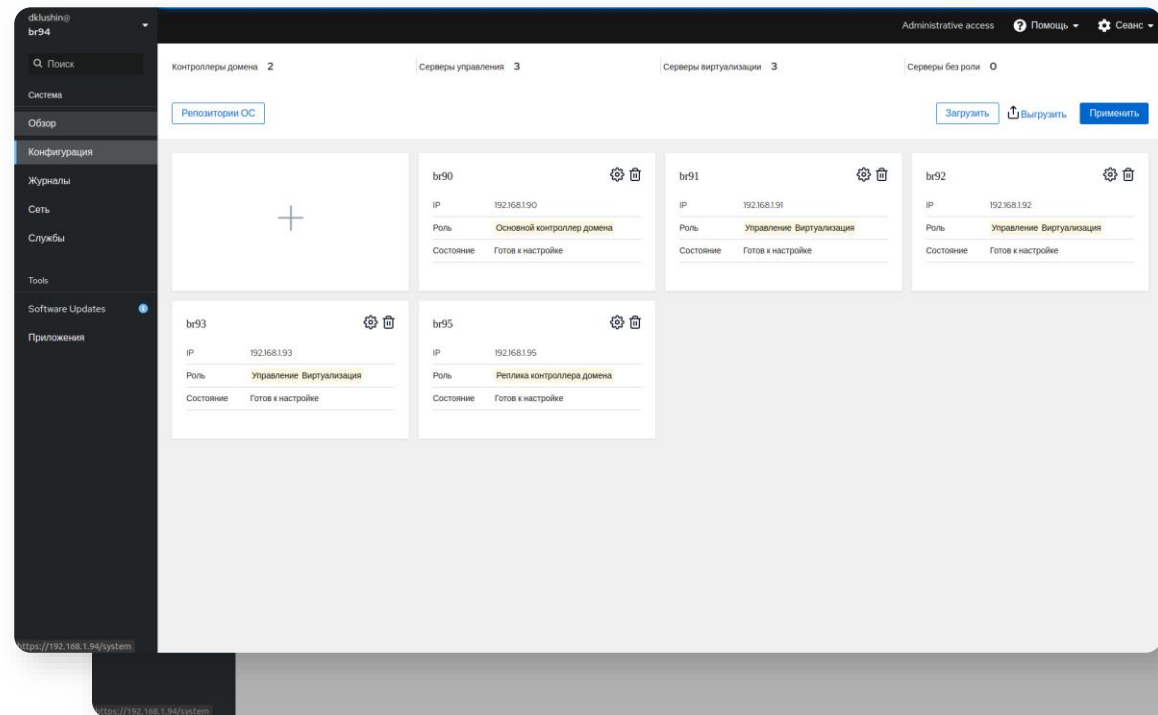 dklushin@
br94
Administrative access Помощь Сеанс
Поиск
Система
Обзор
Конфигурация
Журналы
Сеть
Службы
Tools
Software Updates
Приложения
Контроллеры домена 2 Серверы управления 3 Серверы виртуализации 3 Серверы без роли 0
Репозитории ОС Загрузить Выгрузить Применить
br90
IP 192.168.1.90
Роль Основной контроллер домена
Состояние Готов к настройке
br91
IP 192.168.1.91
Роль Управление Виртуализация
Состояние Готов к настройке
br92
IP 192.168.1.92
Роль Управление Виртуализация
Состояние Готов к настройке
br93
IP 192.168.1.93
Роль Управление Виртуализация
Состояние Готов к настройке
br95
IP 192.168.1.95
Роль Реплика контроллера домена
Состояние Готов к настройке
https://192.168.1.94/system
https://192.168.1.94/system